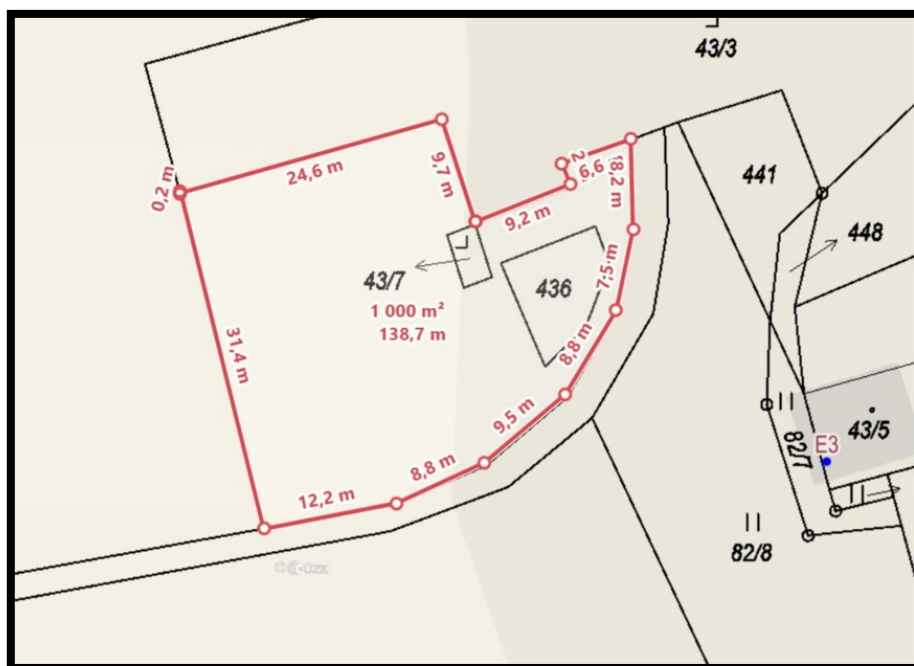 43/3
24,6 m
0,2 m
9,7 m
6,6
8,2 m
9,2 m
441
448
43/7
436
7,5 m
1 000 m²
138,7 m
31,4 m
8,8 m
9,5 m
8,8 m
12,2 m
43/5
E3
82/7
82/8
© ČÚZK